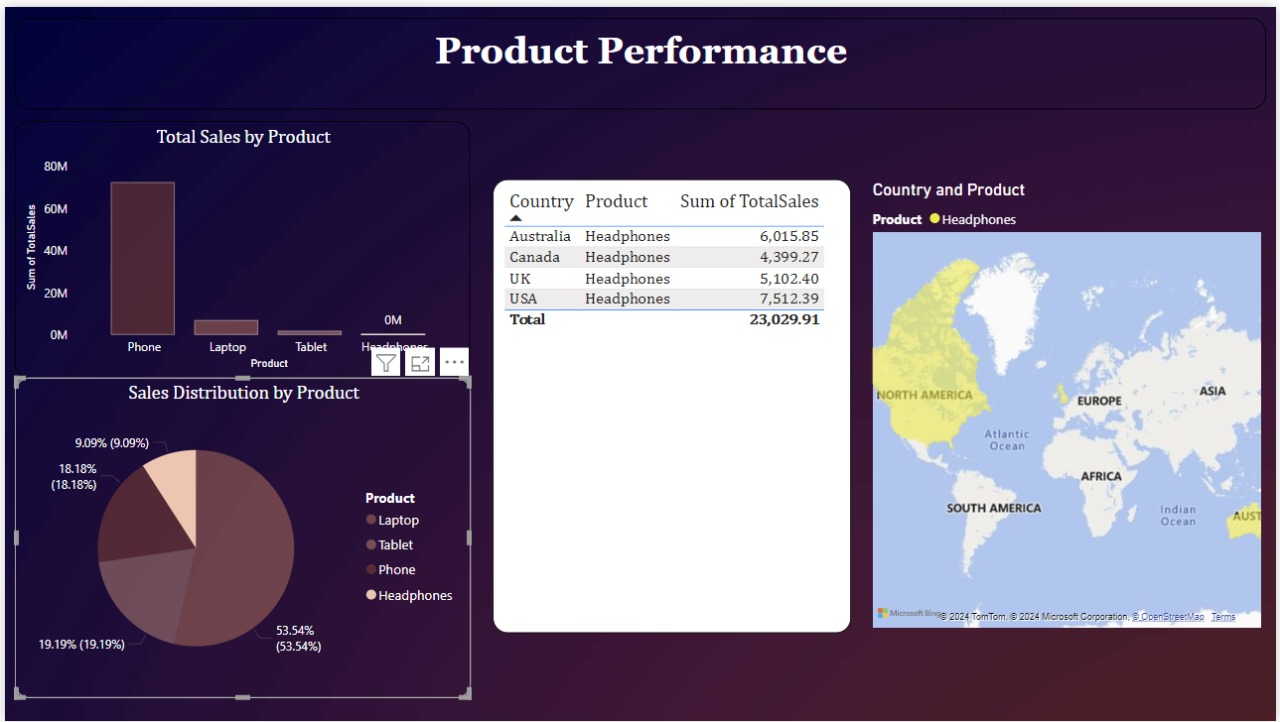 Product Performance
Total Sales by Product
80M
60M
40M
20M
0M
Sum of TotalSales
0M
Phone Laptop Tablet Headphones
Product
Sales Distribution by Product
9.09% (9.09%)
18.18%
(18.18%)
19.19% (19.19%)
53.54%
(53.54%)
Product
Laptop
Tablet
Phone
Headphones
Country Product Sum of TotalSales
Australia Headphones 6,015.85
Canada Headphones 4,399.27
UK Headphones 5,102.40
USA Headphones 7,512.39
Total 23,029.91
Country and Product
Product Headphones
NORTH AMERICA
EUROPE
ASIA
Atlantic
Ocean
AFRICA
SOUTH AMERICA
Indian
Ocean
AUST
Microsoft Bing
© 2024 TomTom, © 2024 Microsoft Corporation, © OpenStreetMap Terms